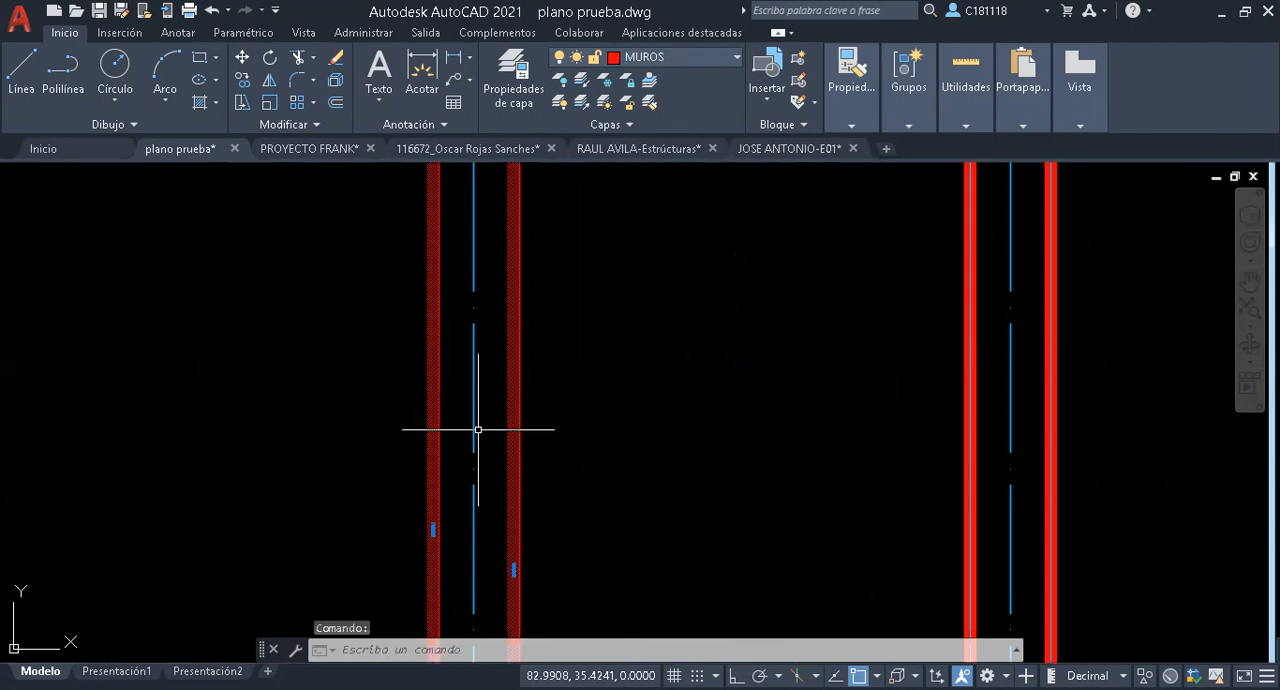 Autodesk AutoCAD 2021 plano prueba.dwg
Escriba palabra clave o frase
C181118
Inicio Inserción Anotar Paramétrico Vista Administrar Salida Complementos Colaborar Aplicaciones destacadas
MUROS
Línea Polilínea Círculo Arco Texto Acotar Propiedades de capa Insertar Propied... Grupos Utilidades Portapap... Vista
Dibujo Modificar Anotación Capas Bloque
Inicio plano prueba* PROYECTO FRANK* 116672_Oscar Rojas Sanches* RAUL AVILA-Estrúcturas* JOSE ANTONIO-E01*
Y
X
Comando:
Escriba un comando
Modelo Presentación1 Presentación2 82.9908, 35.4241, 0.0000 Decimal